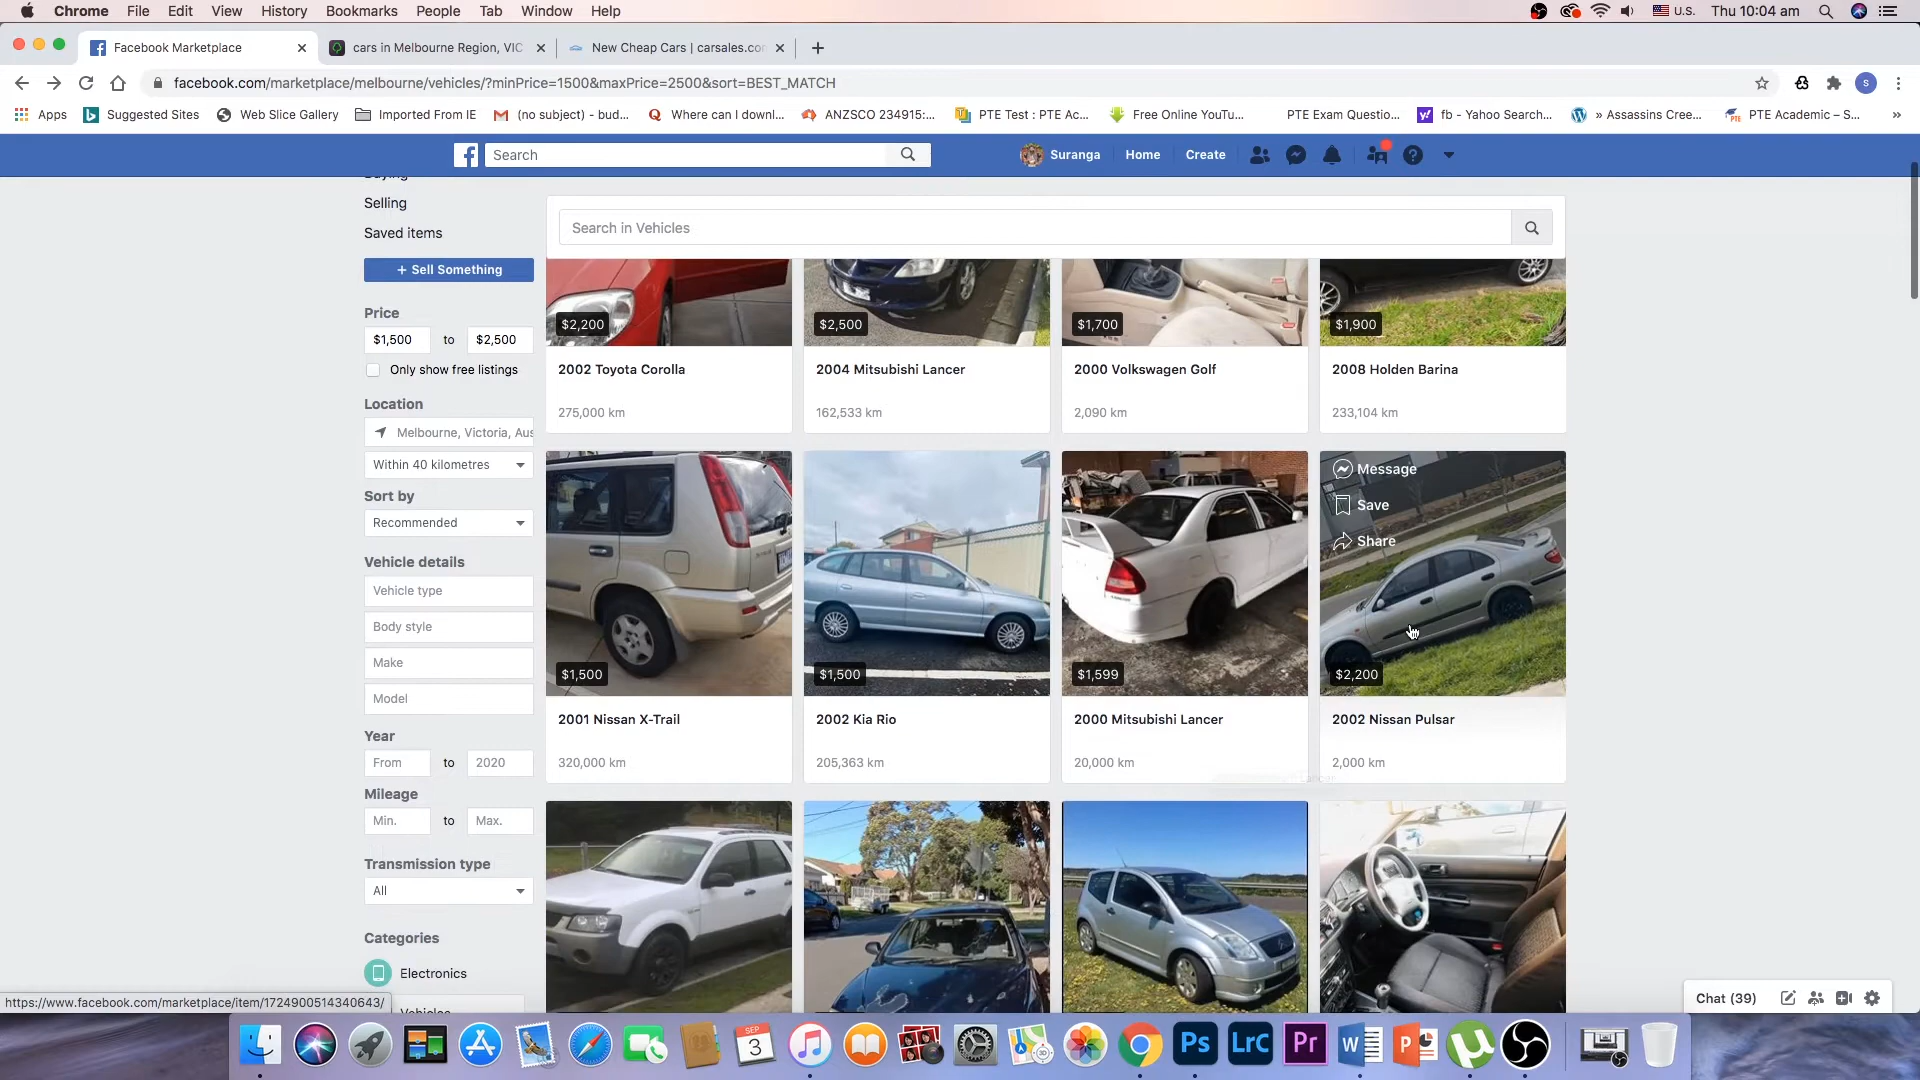 Chrome File Edit View History Bookmarks People Tab Window Help U.S. Thu 10:04 am
Facebook Marketplace cars in Melbourne Region, VIC New Cheap Cars | carsales.con
facebook.com/marketplace/melbourne/vehicles/?minPrice=1500&maxPrice=2500&sort=BEST_MATCH
Apps Suggested Sites Web Slice Gallery Imported From IE (no subject) - bud... Where can I downl... ANZSCO 234915:... PTE Test : PTE Ac... Free Online YouTu... PTE Exam Questio... fb - Yahoo Search... » Assassins Cree... PTE Academic – S... »
Search Suranga Home Create
Buying
Selling
Saved items
+ Sell Something
Price
$1,500 to $2,500
Only show free listings
Location
Melbourne, Victoria, Aus
Within 40 kilometres
Sort by
Recommended
Vehicle details
Vehicle type
Body style
Make
Model
Year
From to 2020
Mileage
Min. to Max.
Transmission type
All
Categories
Electronics
Vehicles
Search in Vehicles
$2,200 $2,500 $1,700 $1,900
2002 Toyota Corolla 2004 Mitsubishi Lancer 2000 Volkswagen Golf 2008 Holden Barina
275,000 km 162,533 km 2,090 km 233,104 km
Message
Save
Share
$1,500 $1,500 $1,599 $2,200
2001 Nissan X-Trail 2002 Kia Rio 2000 Mitsubishi Lancer 2002 Nissan Pulsar
320,000 km 205,363 km 20,000 km 2,000 km
Lancer
Chat (39)
https://www.facebook.com/marketplace/item/1724900514340643/
SEP
3
Ps LrC Pr W P